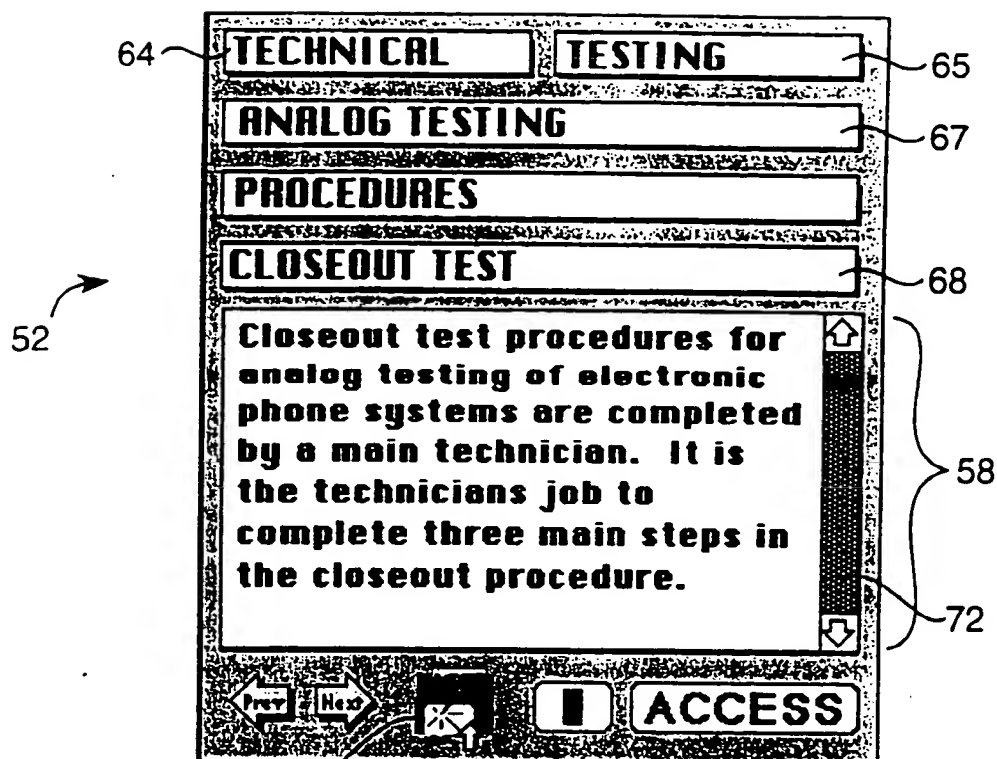 64 TECHNICAL TESTING 65
ANALOG TESTING 67
PROCEDURES
CLOSEOUT TEST 68
52
Closeout test procedures for
analog testing of electronic
phone systems are completed
by a main technician. It is
the technicians job to
complete three main steps in
the closeout procedure.
58
72
Prev Next ACCESS